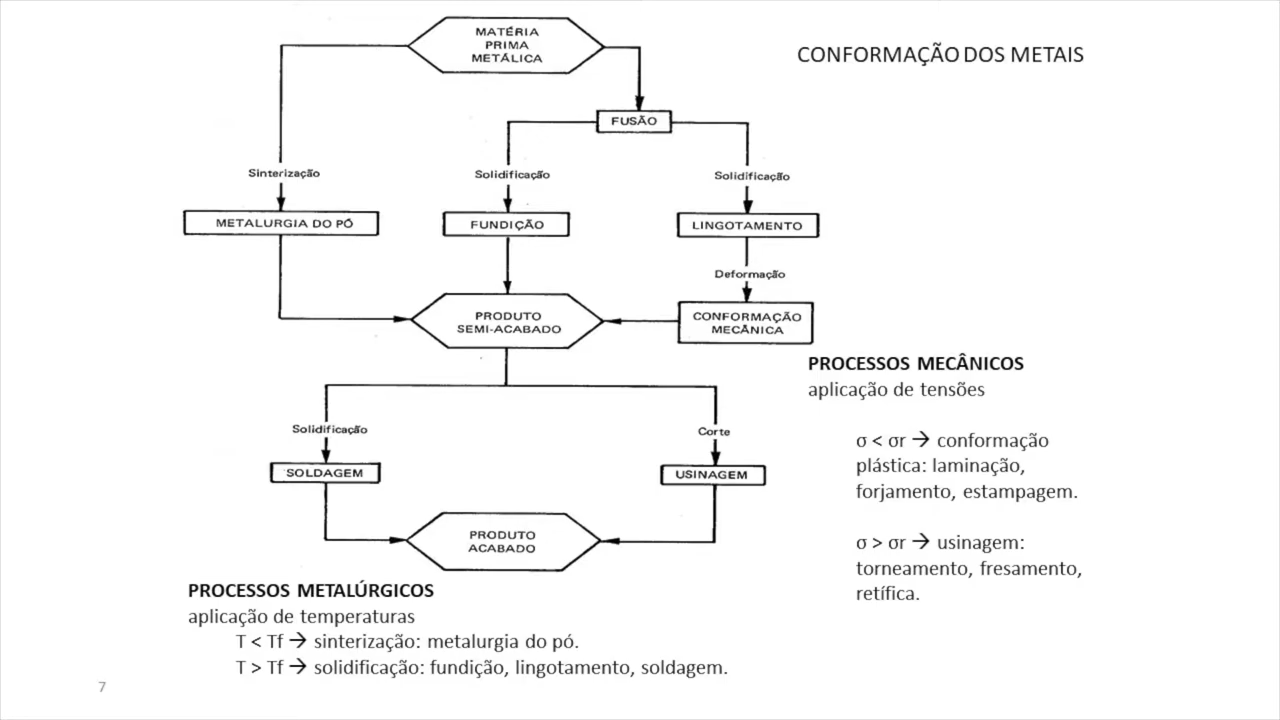 CONFORMAÇÃO DOS METAIS
MATÉRIA
PRIMA
METÁLICA
FUSÃO
Sinterização
Solidificação
Solidificação
METALURGIA DO PÓ
FUNDIÇÃO
LINGOTAMENTO
Deformação
PRODUTO
SEMI-ACABADO
CONFORMAÇÃO
MECÂNICA
PROCESSOS MECÂNICOS
aplicação de tensões
Solidificação
Corte
σ < σr → conformação
plástica: laminação,
forjamento, estampagem.
SOLDAGEM
USINAGEM
PRODUTO
ACABADO
σ > σr → usinagem:
torneamento, fresamento,
retífica.
PROCESSOS METALÚRGICOS
aplicação de temperaturas
T < Tf → sinterização: metalurgia do pó.
T > Tf → solidificação: fundição, lingotamento, soldagem.
7